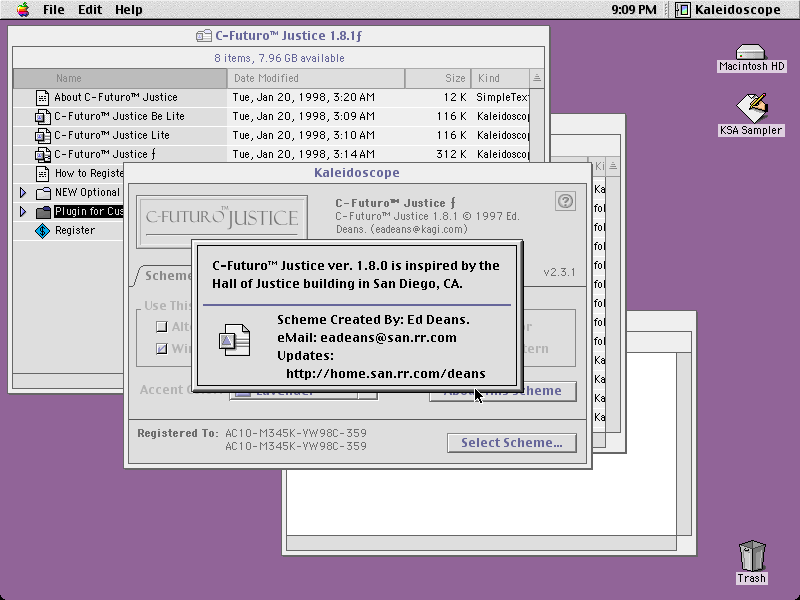 File Edit Help
9:09 PM Kaleidoscope
C-Futuro™ Justice 1.8.1ƒ
8 items, 7.96 GB available
Name Date Modified Size Kind
About C-Futuro™ Justice Tue, Jan 20, 1998, 3:20 AM 12 K SimpleTex
C-Futuro™ Justice Be Lite Tue, Jan 20, 1998, 3:09 AM 116 K Kaleidosco
C-Futuro™ Justice Lite Tue, Jan 20, 1998, 3:10 AM 116 K Kaleidosco
C-Futuro™ Justice ƒ Tue, Jan 20, 1998, 3:14 AM 312 K Kaleidosco
How to Registe
NEW Optional
Plugin for Cus
Register
Macintosh HD
KSA Sampler
Trash
Ki
Ka
fol
fol
fol
fol
fol
fol
fol
fol
Ka
Ka
Ka
Ka
Kaleidoscope
C-FUTURO™JUSTICE
C-Futuro™ Justice ƒ
C-Futuro™ Justice 1.8.1 © 1997 Ed.
Deans. (eadeans@kagi.com)
v2.3.1
Scheme
Use This
Alte
Win
tern
C-Futuro™ Justice ver. 1.8.0 is inspired by the
Hall of Justice building in San Diego, CA.
Scheme Created By: Ed Deans.
eMail: eadeans@san.rr.com
Updates:
http://home.san.rr.com/deans
Accent C Lavender About This Scheme
Registered To: AC10-M345K-YW98C-359
AC10-M345K-YW98C-359
Select Scheme...